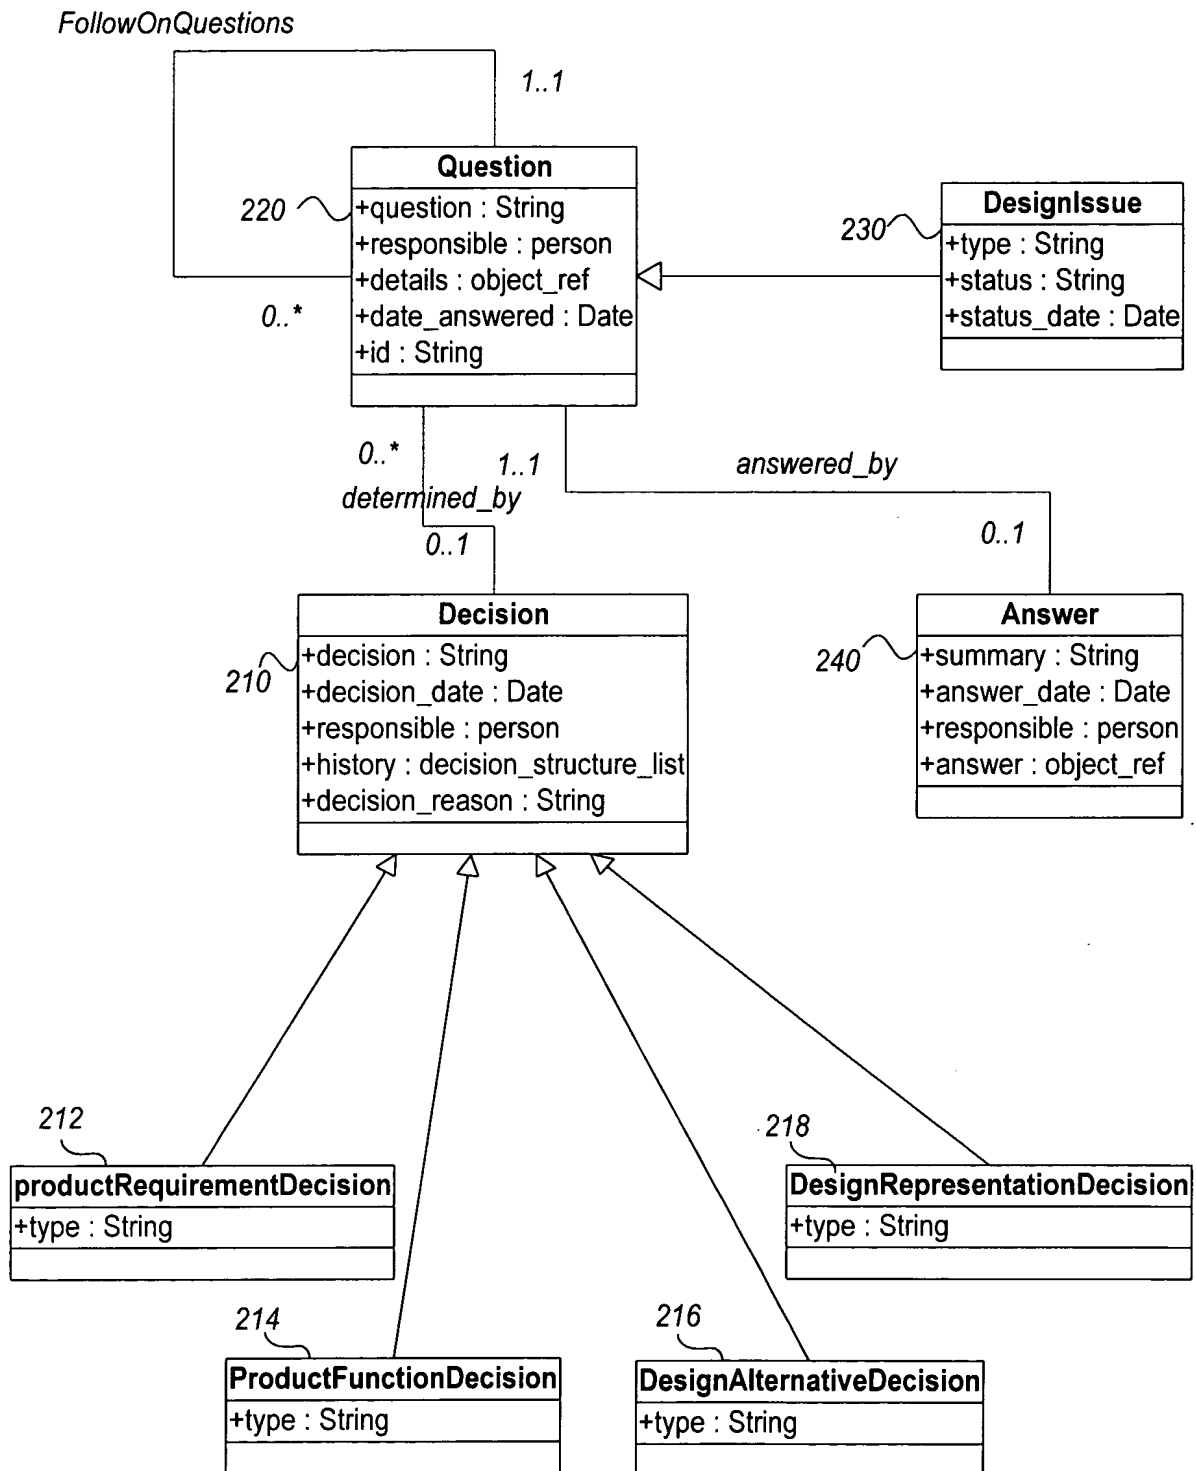 FollowOnQuestions
1..1
Question
220
+question : String
+responsible : person
+details : object_ref
+date_answered : Date
+id : String
0..*
DesignIssue
230
+type : String
+status : String
+status_date : Date
0..*
1..1
determined_by
0..1
answered_by
0..1
Decision
210
+decision : String
+decision_date : Date
+responsible : person
+history : decision_structure_list
+decision_reason : String
Answer
240
+summary : String
+answer_date : Date
+responsible : person
+answer : object_ref
212
productRequirementDecision
+type : String
218
DesignRepresentationDecision
+type : String
214
ProductFunctionDecision
+type : String
216
DesignAlternativeDecision
+type : String